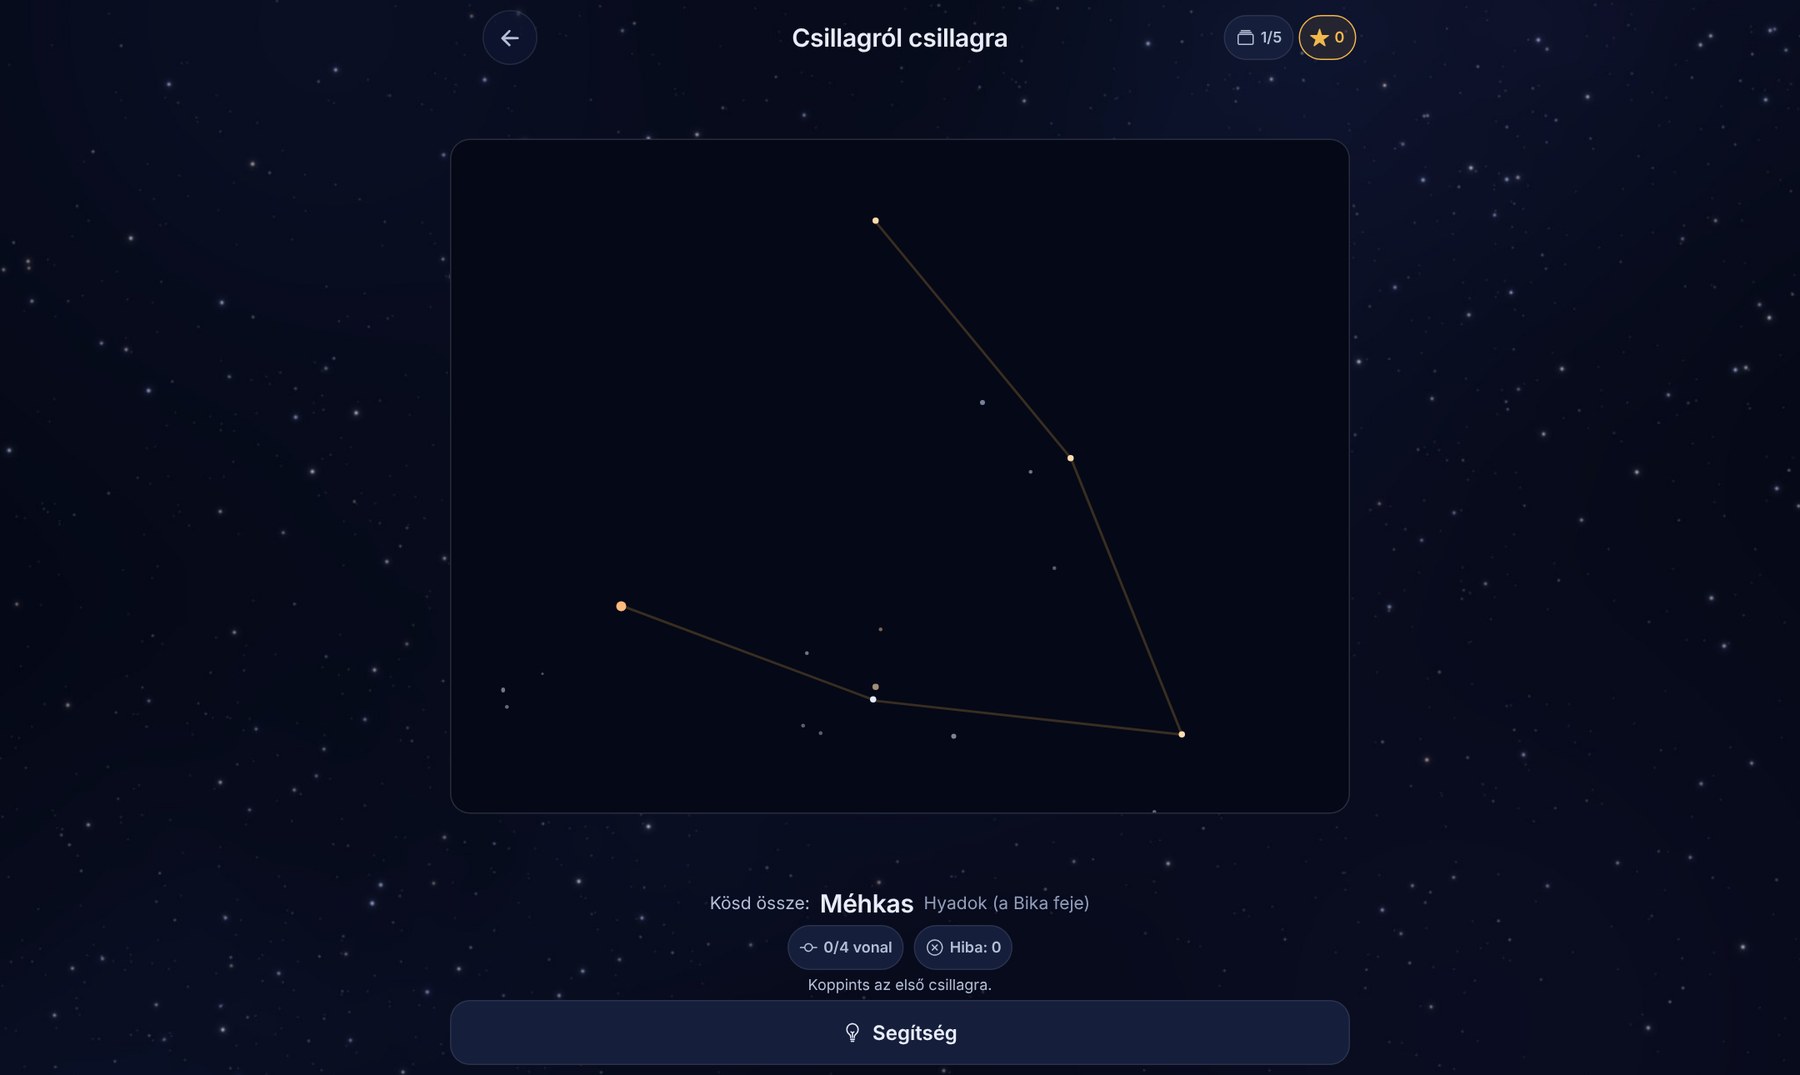 Csillagról csillagra
1/5
0
Kösd össze: Méhkas Hyadok (a Bika feje)
0/4 vonal
Hiba: 0
Koppints az első csillagra.
Segítség